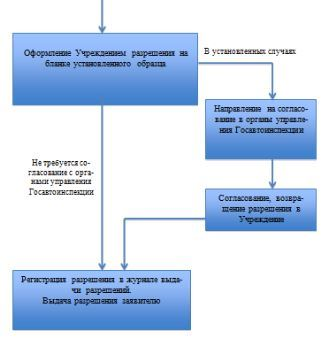 Оформление Учреждением разрешения на
бланке установленного образца
В установленных случаях
Направление на согласо-
вание в органы управле-
ния Госавтоинспекции
Не требуется со-
гласование с орга-
нами управления
Госавтоинспекции
Согласование, возвра-
шение разрешения в
Учреждение
Регистрация разрешения в журнале выда-
чи разрешений.
Выдача разрешения заявителю